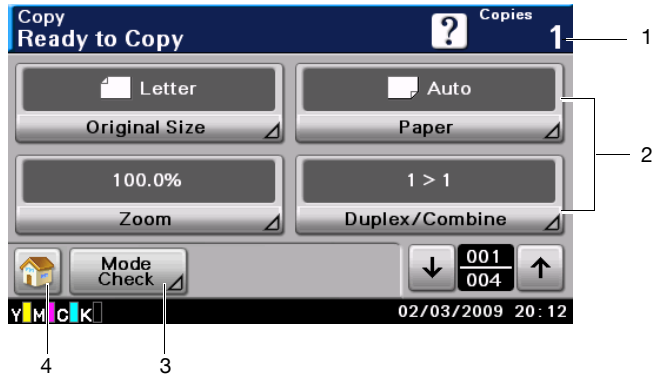 Copy
Ready to Copy
?
Copies
1
1
Letter
Auto
Original Size
Paper
2
100.0%
1 > 1
Zoom
Duplex/Combine
Mode
Check
001
004
Y M C K
02/03/2009 20:12
4
3